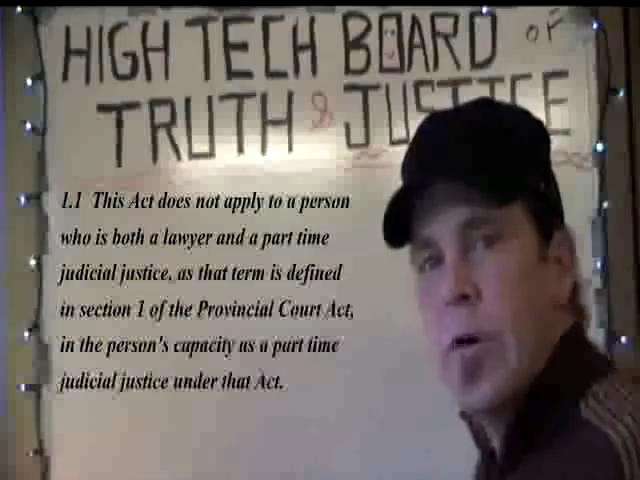 HIGH TECH BOARD OF
TRUTH & JUSTICE
1.1 This Act does not apply to a person
who is both a lawyer and a part time
judicial justice, as that term is defined
in section 1 of the Provincial Court Act,
in the person's capacity as a part time
judicial justice under that Act.